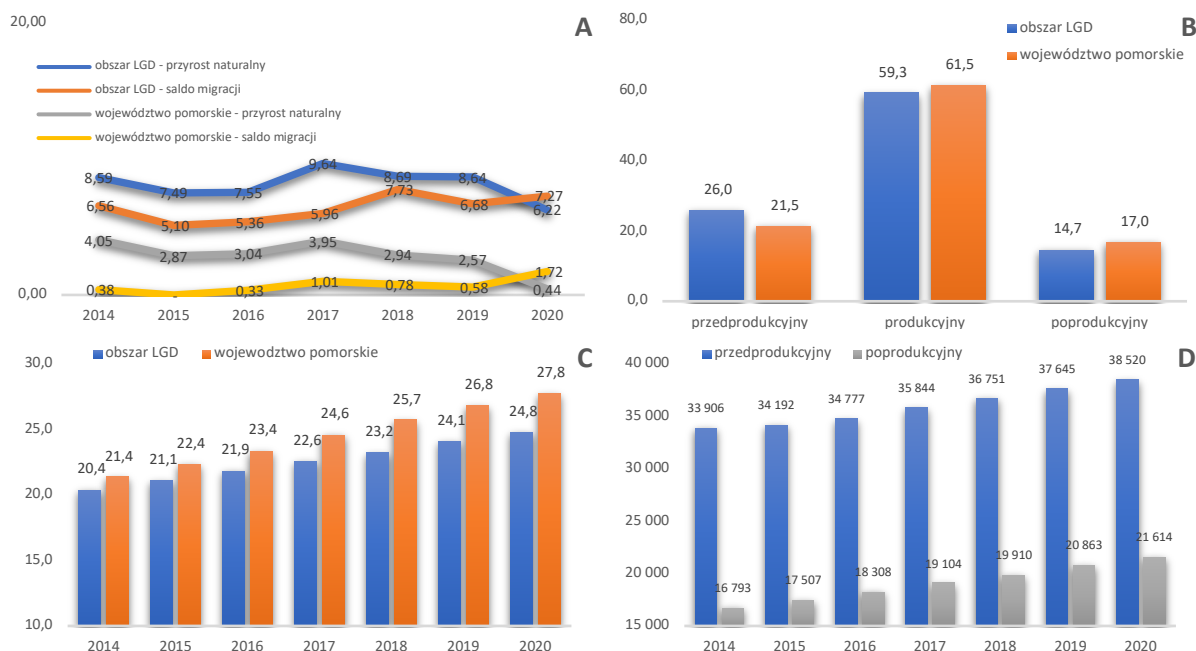 20,00
A
obszar LGD - przyrost naturalny
obszar LGD - saldo migracji
województwo pomorskie - przyrost naturalny
województwo pomorskie - saldo migracji
8,59 7,49 7,55 9,64 8,69 8,64 6,22
6,56 5,10 5,36 5,96 7,73 6,68 7,27
4,05 2,87 3,04 3,95 2,94 2,57 0,44
0,38 0,33 1,01 0,78 0,58 1,72
0,00
2014 2015 2016 2017 2018 2019 2020
B
obszar LGD
województwo pomorskie
80,0
60,0
40,0
20,0
0,0
26,0 21,5 59,3 61,5 14,7 17,0
przedprodukcyjny produkcyjny poprodukcyjny
C
obszar LGD wojewodztwo pomorskie
30,0
25,0
20,0
15,0
10,0
20,4 21,4 21,1 22,4 21,9 23,4 22,6 24,6 23,2 25,7 24,1 26,8 24,8 27,8
2014 2015 2016 2017 2018 2019 2020
D
przedprodukcyjny poprodukcyjny
40 000
35 000
30 000
25 000
20 000
15 000
33 906 34 192 34 777 35 844 36 751 37 645 38 520
16 793 17 507 18 308 19 104 19 910 20 863 21 614
2014 2015 2016 2017 2018 2019 2020